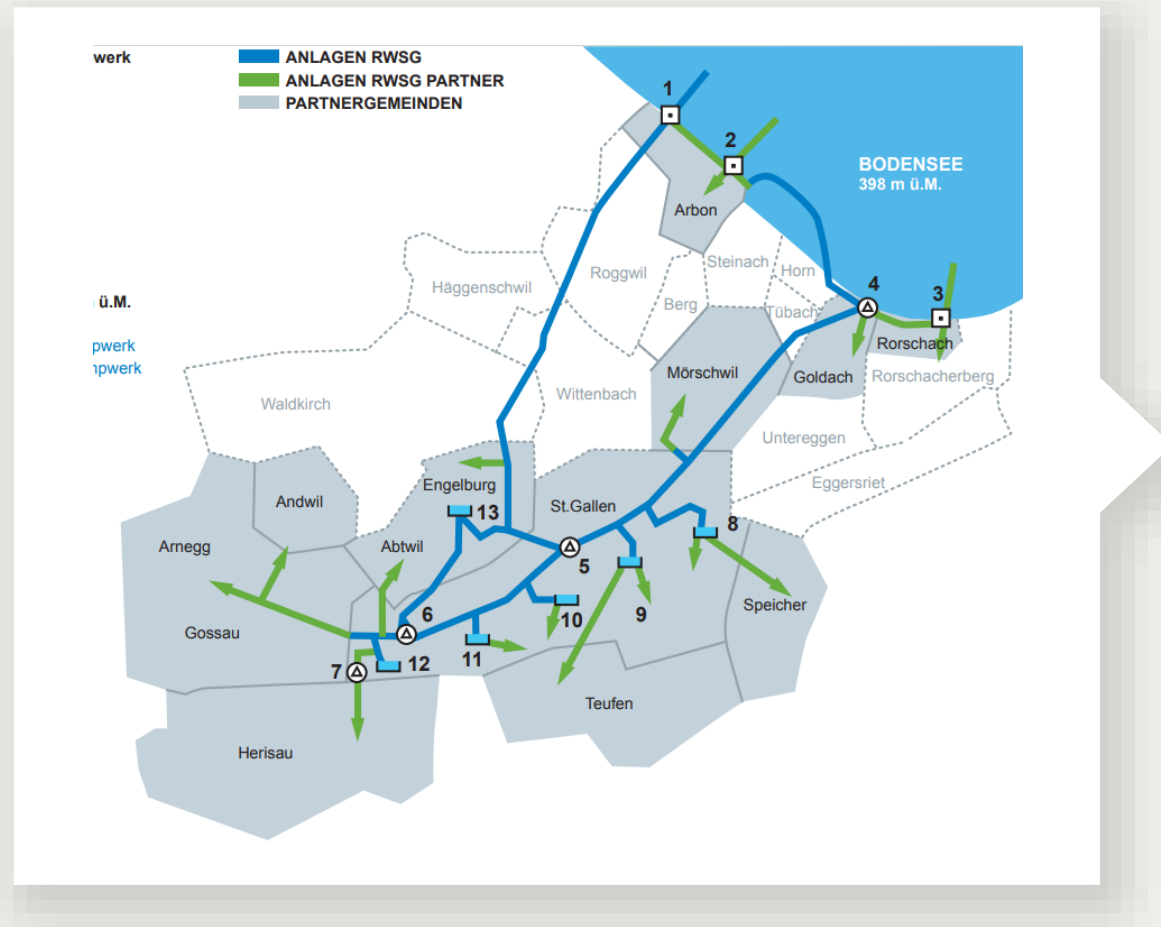 werk
ANLAGEN RWSG
ANLAGEN RWSG PARTNER
PARTNERGEMEINDEN
1
2
BODENSEE
398 m ü.M.
Arbon
Steinach
Horn
Roggwil
Häggenschwil
4
3
Berg
Tübach
ü.M.
Rorschach
pwerk
Mörschwil
Goldach
Rorschacherberg
Wittenbach
Waldkirch
Untereggen
Eggersriet
Engelburg
Andwil
St.Gallen
13
8
Arnegg
Abtwil
5
Speicher
6
9
10
Gossau
11
12
7
Teufen
Herisau